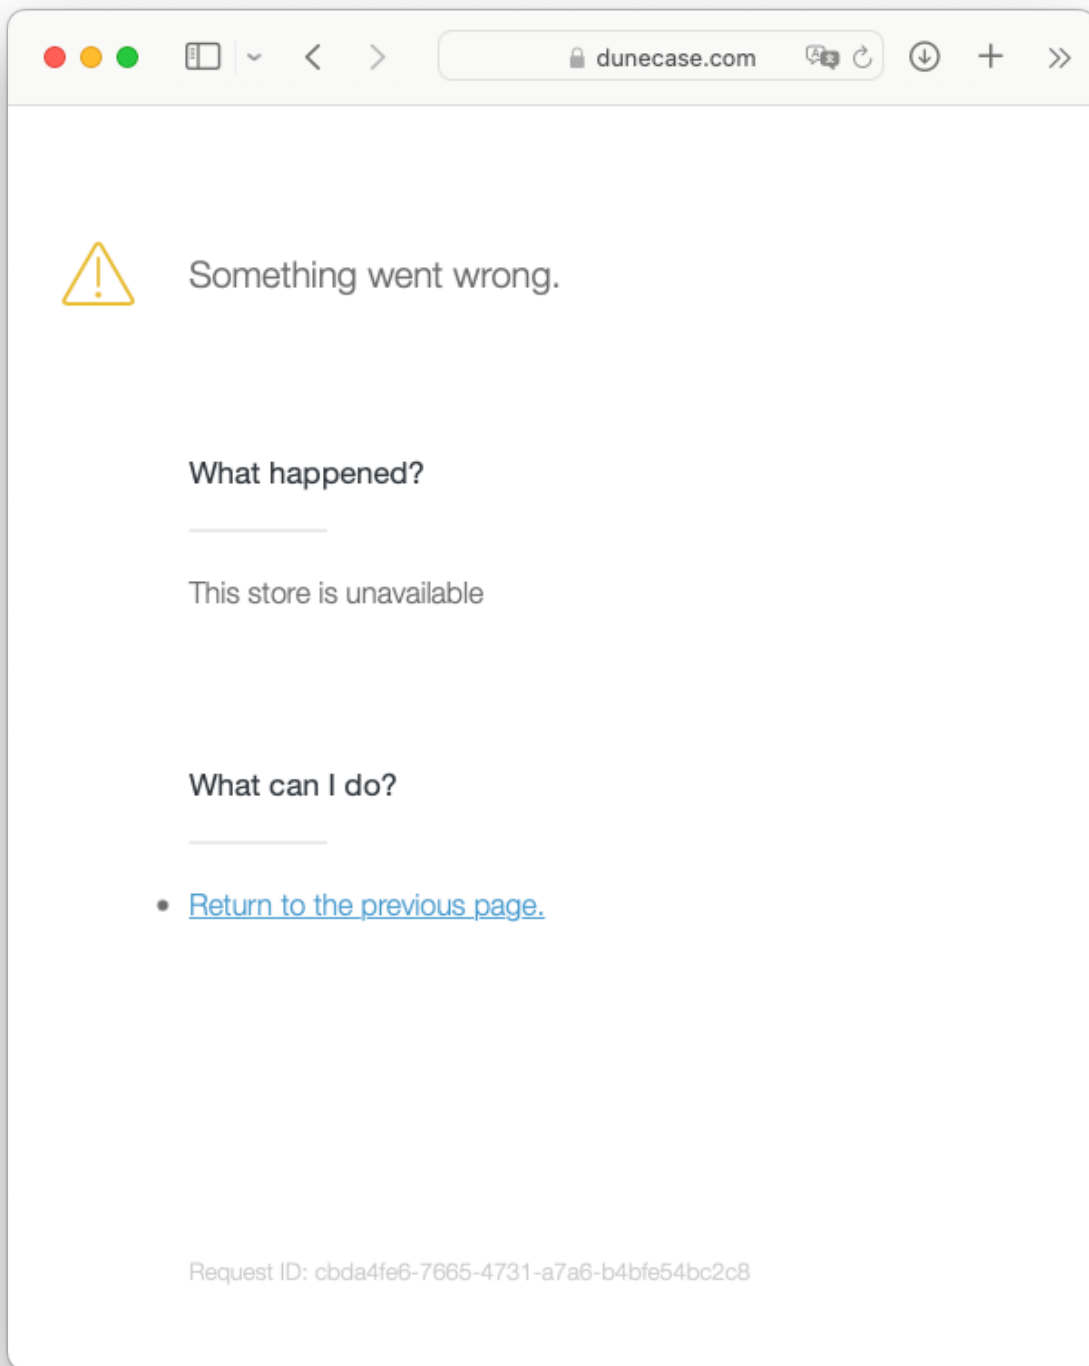 dunecase.com
Something went wrong.
What happened?
This store is unavailable
What can I do?
Return to the previous page.
Request ID: cbda4fe6-7665-4731-a7a6-b4bfe54bc2c8